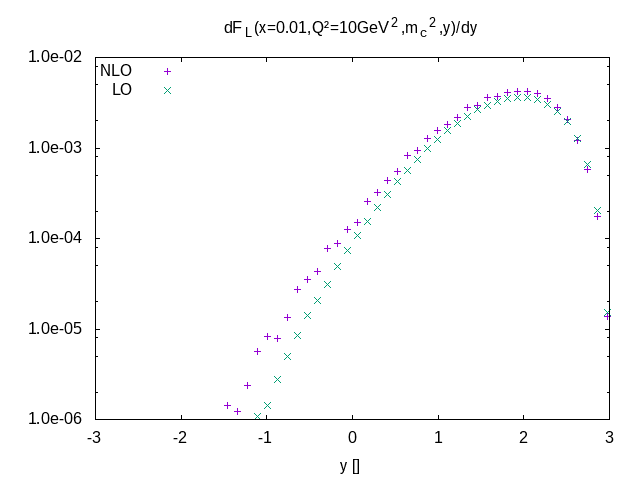 dF_L(x=0.01,Q²=10GeV²,m_c²,y)/dy
1.0e-02
NLO
LO
1.0e-03
1.0e-04
1.0e-05
1.0e-06
-3 -2 -1 0 1 2 3
y []